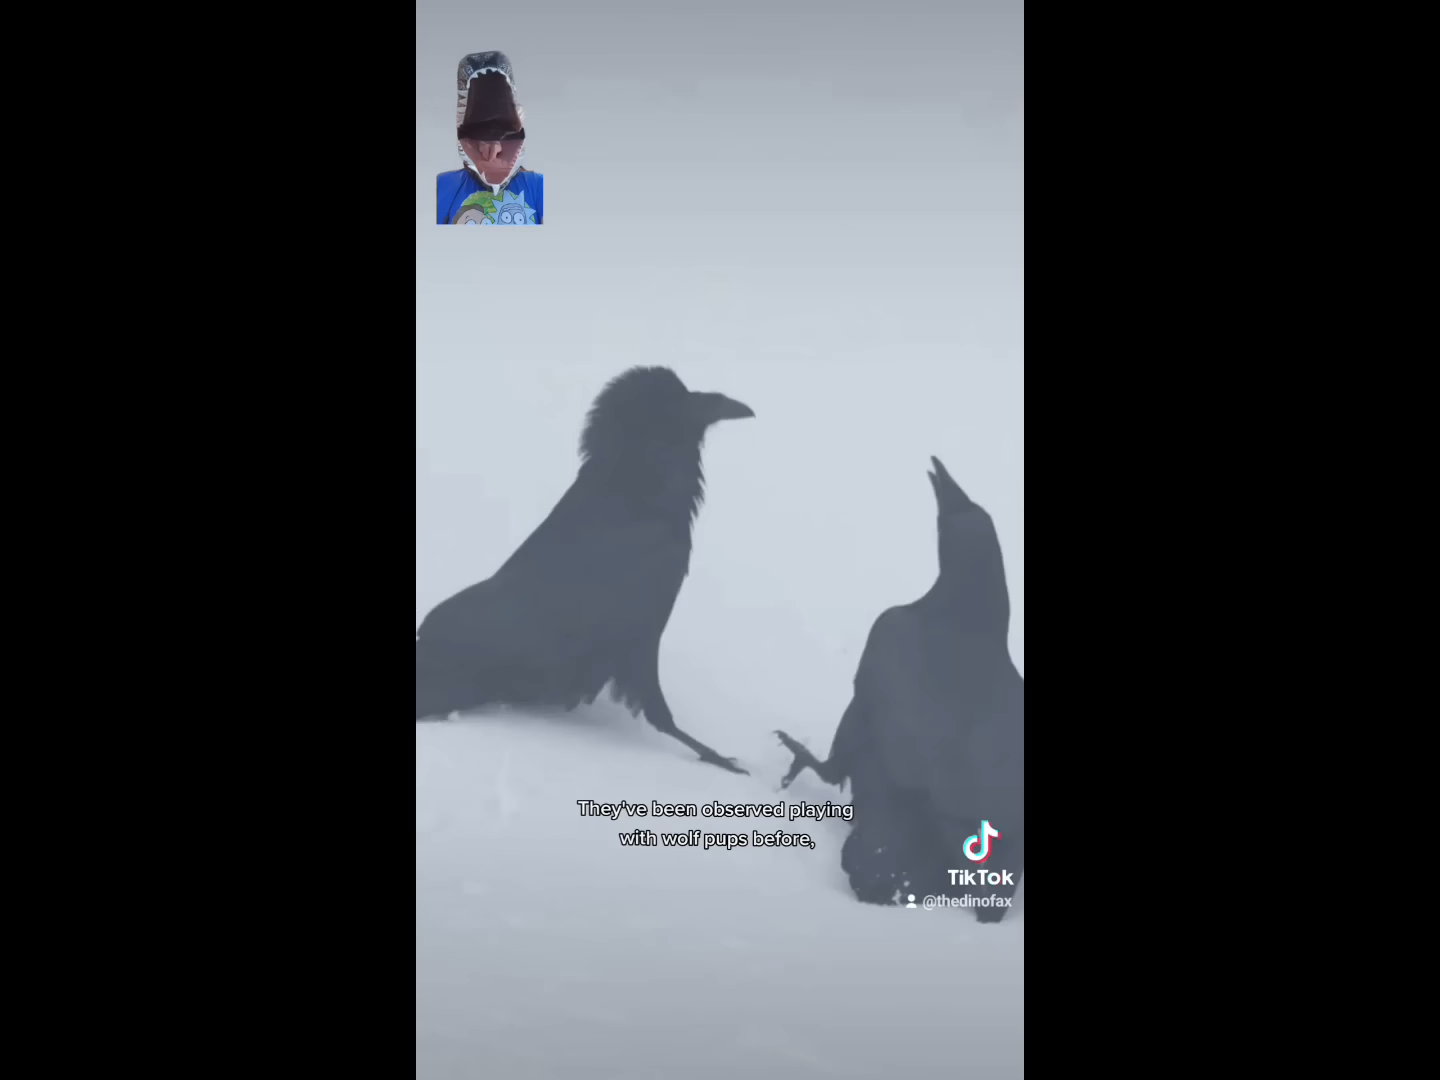 They've been observed playing
with wolf pups before,
TikTok
@thedinofax